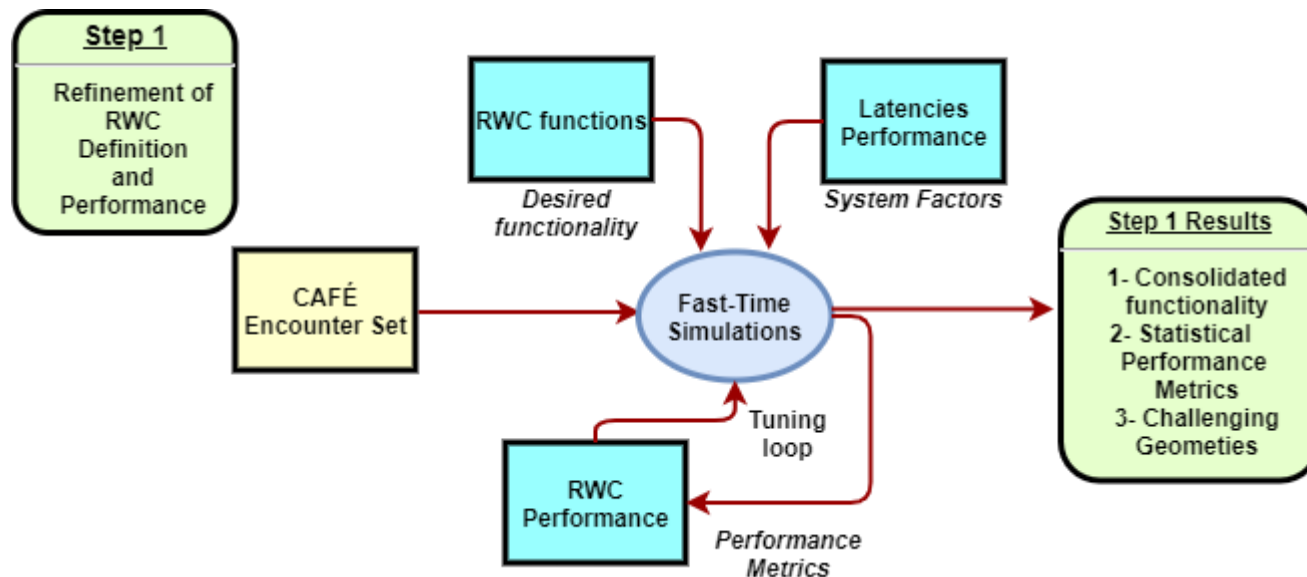 Step 1
Refinement of
RWC
Definition
and
Performance
RWC functions
Desired
functionality
Latencies
Performance
System Factors
CAFÉ
Encounter Set
Fast-Time
Simulations
Tuning
loop
RWC
Performance
Performance
Metrics
Step 1 Results
1- Consolidated
functionality
2- Statistical
Performance
Metrics
3- Challenging
Geometies